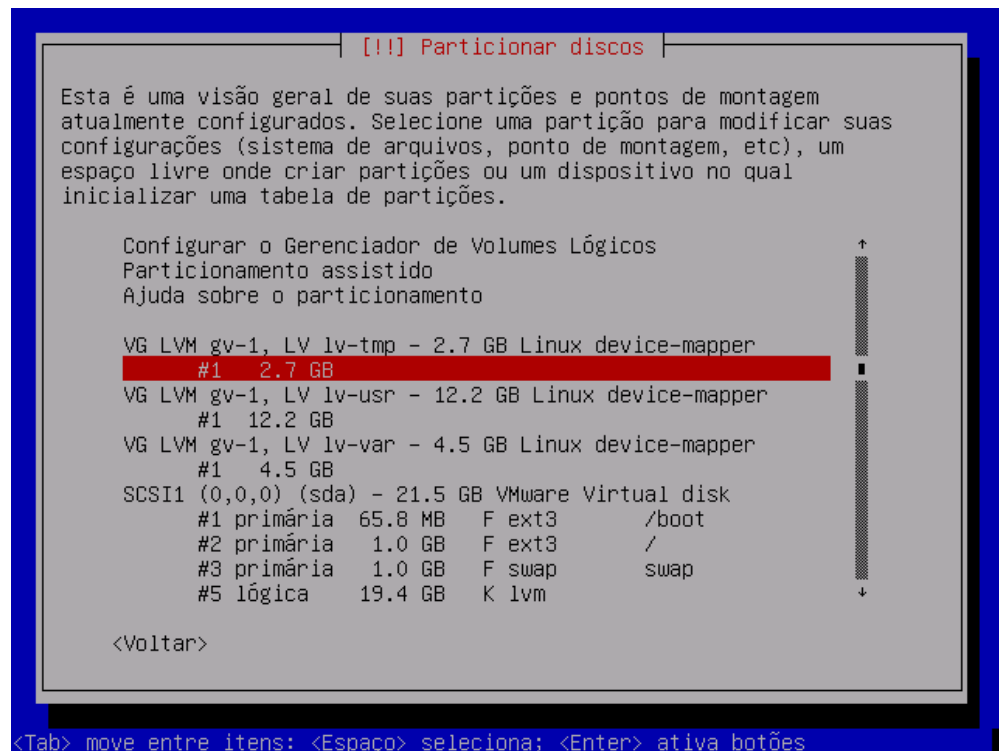 [!!] Particionar discos
Esta é uma visão geral de suas partições e pontos de montagem
atualmente configurados. Selecione uma partição para modificar suas
configurações (sistema de arquivos, ponto de montagem, etc), um
espaço livre onde criar partições ou um dispositivo no qual
inicializar uma tabela de partições.
Configurar o Gerenciador de Volumes Lógicos
Particionamento assistido
Ajuda sobre o particionamento
VG LVM gv-1, LV lv-tmp - 2.7 GB Linux device-mapper
#1 2.7 GB
VG LVM gv-1, LV lv-usr - 12.2 GB Linux device-mapper
#1 12.2 GB
VG LVM gv-1, LV lv-var - 4.5 GB Linux device-mapper
#1 4.5 GB
SCSI1 (0,0,0) (sda) - 21.5 GB VMware Virtual disk
#1 primária 65.8 MB F ext3 /boot
#2 primária 1.0 GB F ext3 /
#3 primária 1.0 GB F swap swap
#5 lógica 19.4 GB K lvm
<Voltar>
<Tab> move entre itens: <Espaço> seleciona; <Enter> ativa botões